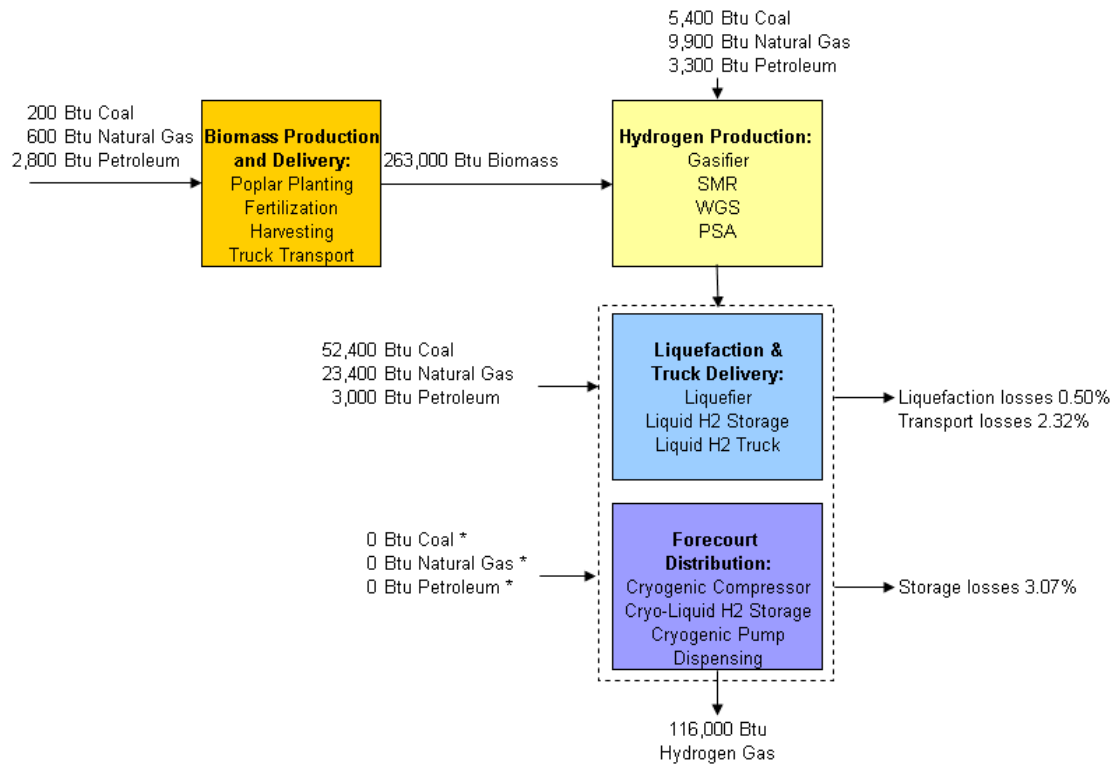 5,400 Btu Coal
9,900 Btu Natural Gas
3,300 Btu Petroleum
200 Btu Coal
600 Btu Natural Gas
2,800 Btu Petroleum
Biomass Production
and Delivery:
Poplar Planting
Fertilization
Harvesting
Truck Transport
263,000 Btu Biomass
Hydrogen Production:
Gasifier
SMR
WGS
PSA
52,400 Btu Coal
23,400 Btu Natural Gas
3,000 Btu Petroleum
Liquefaction &
Truck Delivery:
Liquefier
Liquid H2 Storage
Liquid H2 Truck
Liquefaction losses 0.50%
Transport losses 2.32%
0 Btu Coal *
0 Btu Natural Gas *
0 Btu Petroleum *
Forecourt
Distribution:
Cryogenic Compressor
Cryo-Liquid H2 Storage
Cryogenic Pump
Dispensing
Storage losses 3.07%
116,000 Btu
Hydrogen Gas